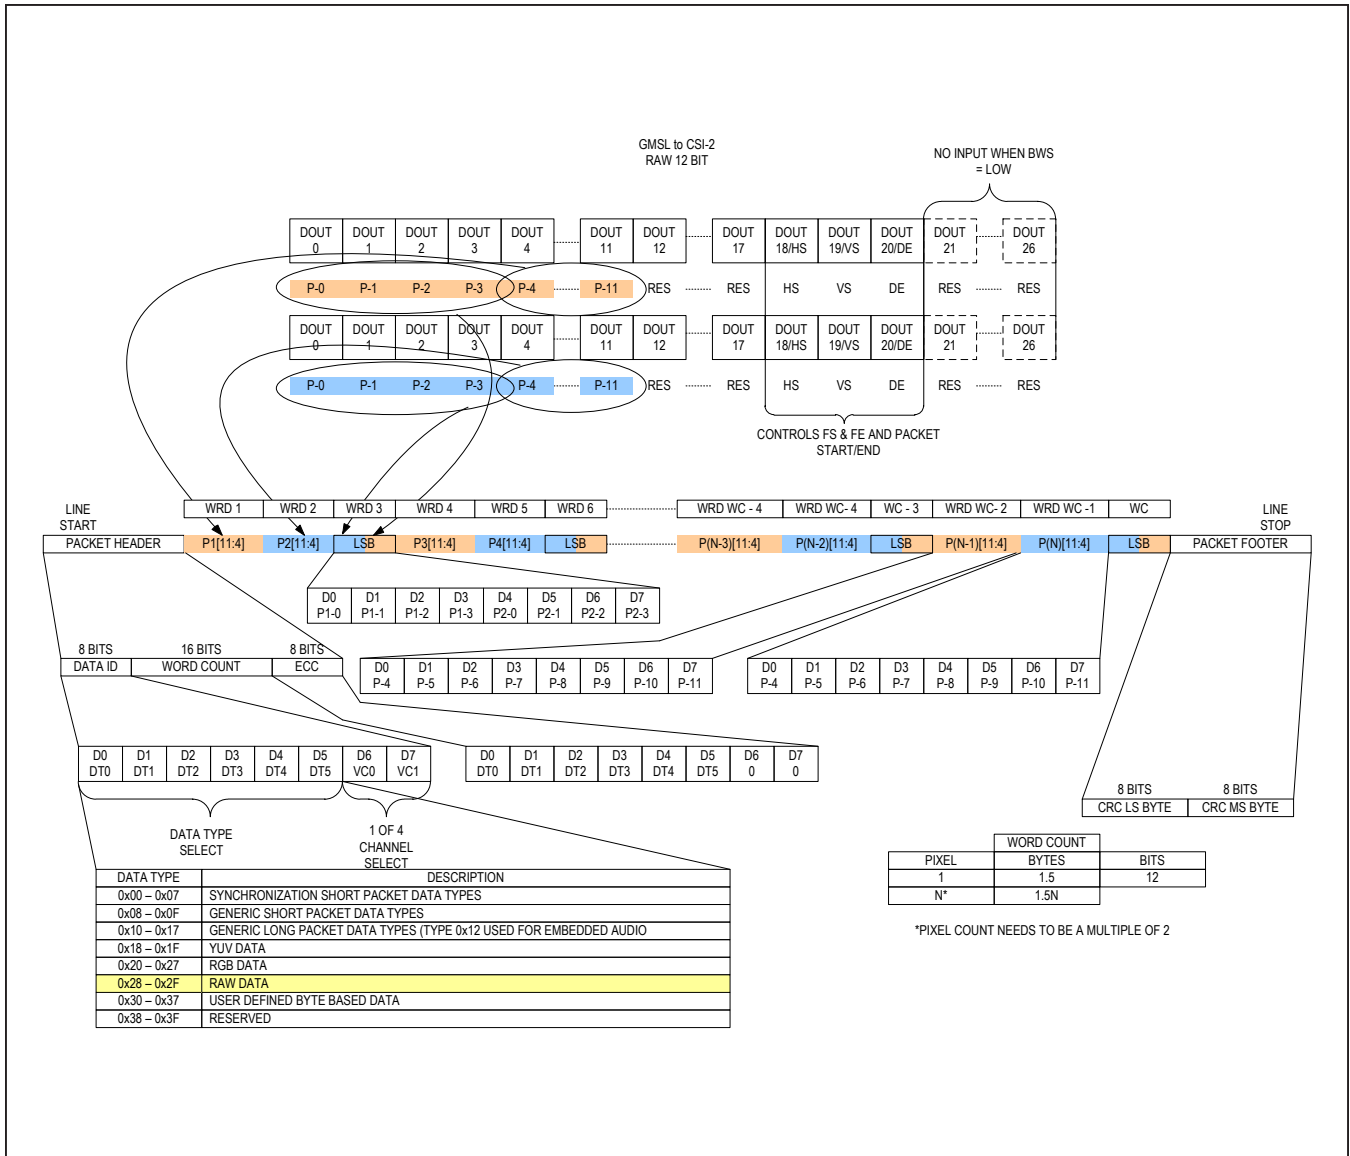 GMSL to CSI-2
RAW 12 BIT
NO INPUT WHEN BWS
= LOW
DOUT 0 DOUT 1 DOUT 2 DOUT 3 DOUT 4 DOUT 11 DOUT 12 DOUT 17 DOUT 18/HS DOUT 19/VS DOUT 20/DE DOUT 21 DOUT 26
P-0 P-1 P-2 P-3 P-4 P-11 RES RES HS VS DE RES RES
DOUT 0 DOUT 1 DOUT 2 DOUT 3 DOUT 4 DOUT 11 DOUT 12 DOUT 17 DOUT 18/HS DOUT 19/VS DOUT 20/DE DOUT 21 DOUT 26
P-0 P-1 P-2 P-3 P-4 P-11 RES RES HS VS DE RES RES
CONTROLS FS & FE AND PACKET
START/END
LINE
START
WRD 1 WRD 2 WRD 3 WRD 4 WRD 5 WRD 6 WRD WC - 4 WRD WC- 4 WC - 3 WRD WC- 2 WRD WC -1 WC
LINE
STOP
PACKET HEADER P1[11:4] P2[11:4] LSB P3[11:4] P4[11:4] LSB P(N-3)[11:4] P(N-2)[11:4] LSB P(N-1)[11:4] P(N)[11:4] LSB PACKET FOOTER
D0 D1 D2 D3 D4 D5 D6 D7
P1-0 P1-1 P1-2 P1-3 P2-0 P2-1 P2-2 P2-3
8 BITS 16 BITS 8 BITS
DATA ID WORD COUNT ECC
D0 D1 D2 D3 D4 D5 D6 D7
P-4 P-5 P-6 P-7 P-8 P-9 P-10 P-11
D0 D1 D2 D3 D4 D5 D6 D7
P-4 P-5 P-6 P-7 P-8 P-9 P-10 P-11
D0 D1 D2 D3 D4 D5 D6 D7
DT0 DT1 DT2 DT3 DT4 DT5 VC0 VC1
D0 D1 D2 D3 D4 D5 D6 D7
DT0 DT1 DT2 DT3 DT4 DT5 0 0
8 BITS 8 BITS
CRC LS BYTE CRC MS BYTE
DATA TYPE
SELECT
1 OF 4
CHANNEL
SELECT
WORD COUNT
PIXEL BYTES BITS
1 1.5 12
N* 1.5N
*PIXEL COUNT NEEDS TO BE A MULTIPLE OF 2
DATA TYPE DESCRIPTION
0x00 – 0x07 SYNCHRONIZATION SHORT PACKET DATA TYPES
0x08 – 0x0F GENERIC SHORT PACKET DATA TYPES
0x10 – 0x17 GENERIC LONG PACKET DATA TYPES (TYPE 0x12 USED FOR EMBEDDED AUDIO
0x18 – 0x1F YUV DATA
0x20 – 0x27 RGB DATA
0x28 – 0x2F RAW DATA
0x30 – 0x37 USER DEFINED BYTE BASED DATA
0x38 – 0x3F RESERVED